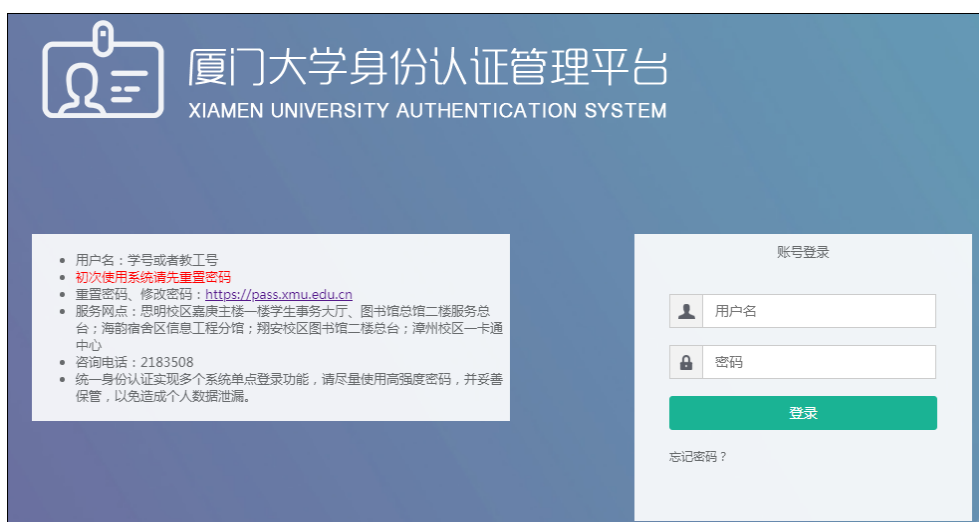 厦门大学身份认证管理平台
XIAMEN UNIVERSITY AUTHENTICATION SYSTEM
用户名：学号或者教工号
初次使用系统请先重置密码
重置密码、修改密码：https://pass.xmu.edu.cn
服务网点：思明校区嘉庚主楼一楼学生事务大厅、图书馆总馆二楼服务总
台；海韵宿舍区信息工程分馆；翔安校区图书馆二楼总台；漳州校区一卡通
中心
咨询电话：2183508
统一身份认证实现多个系统单点登录功能，请尽量使用高强度密码，并妥善
保管，以免造成个人数据泄漏。
账号登录
用户名
密码
登录
忘记密码？